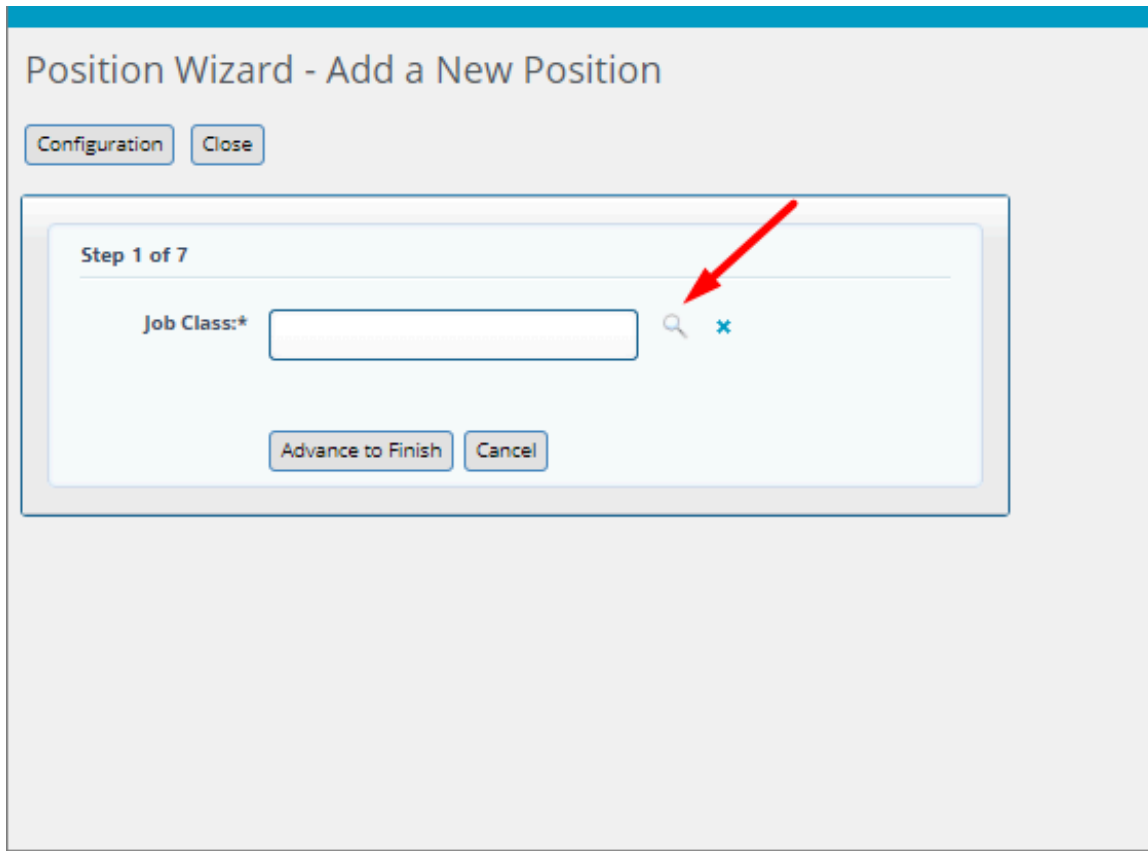 Position Wizard - Add a New Position
Configuration Close
Step 1 of 7
Job Class:*
Advance to Finish Cancel